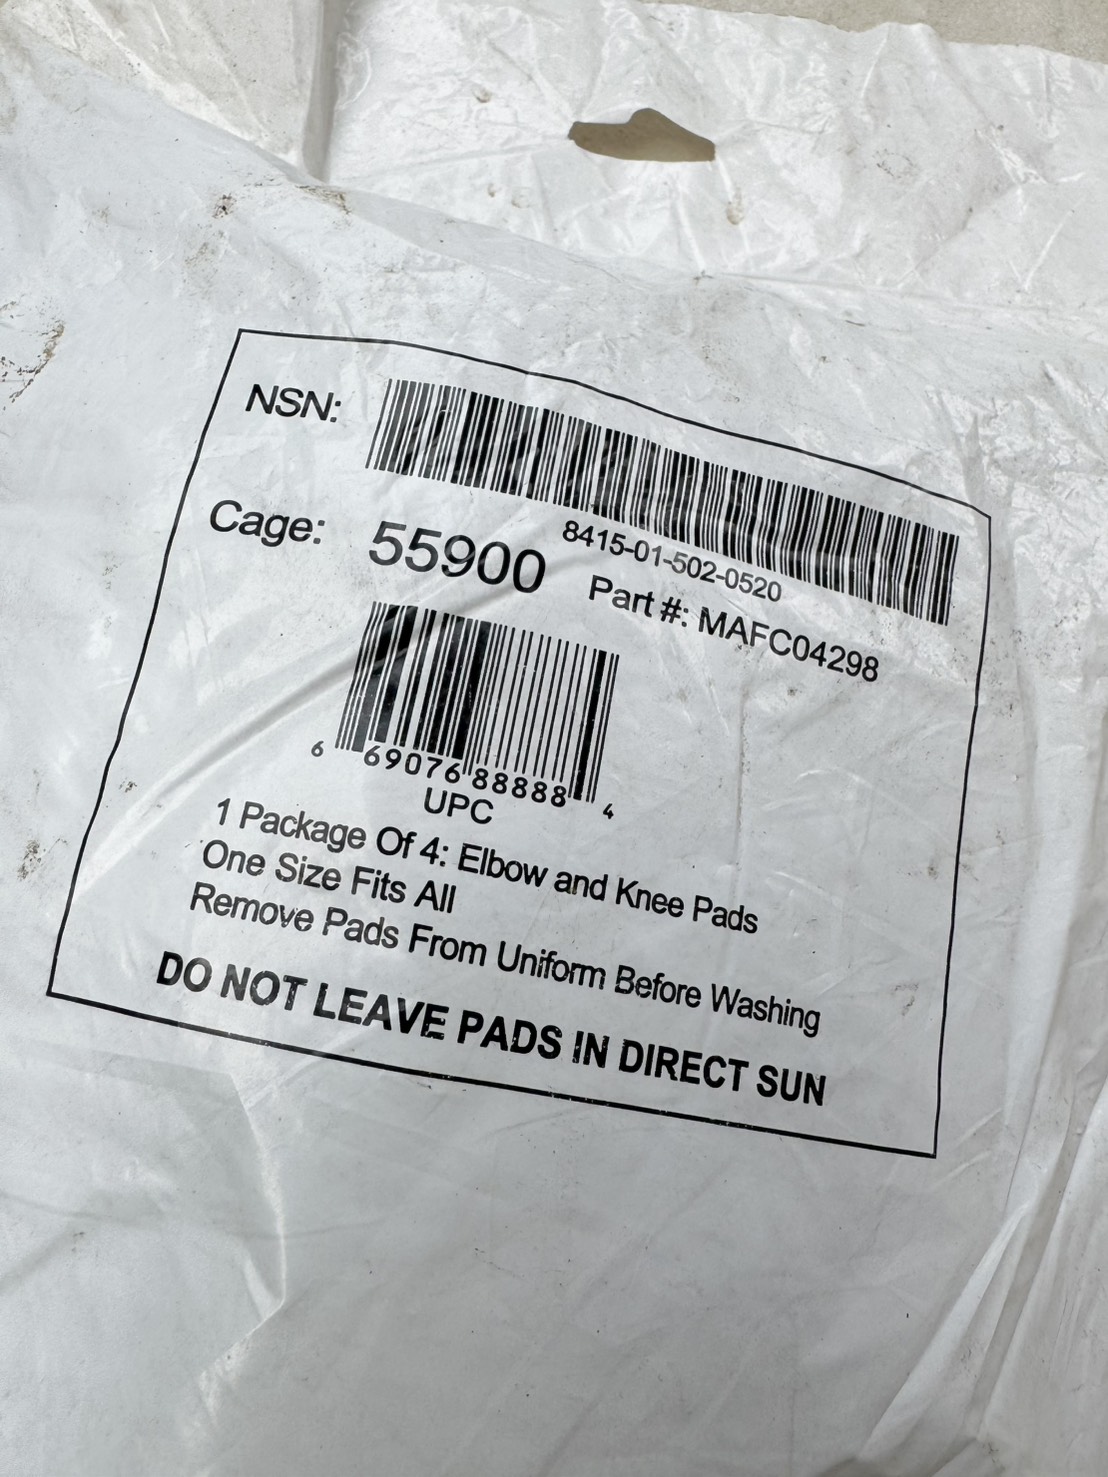 NSN:
8415-01-502-0520
Cage: 55900 Part #: MAFC04298
6 69076 88888 4
UPC
1 Package Of 4: Elbow and Knee Pads
One Size Fits All
Remove Pads From Uniform Before Washing
DO NOT LEAVE PADS IN DIRECT SUN